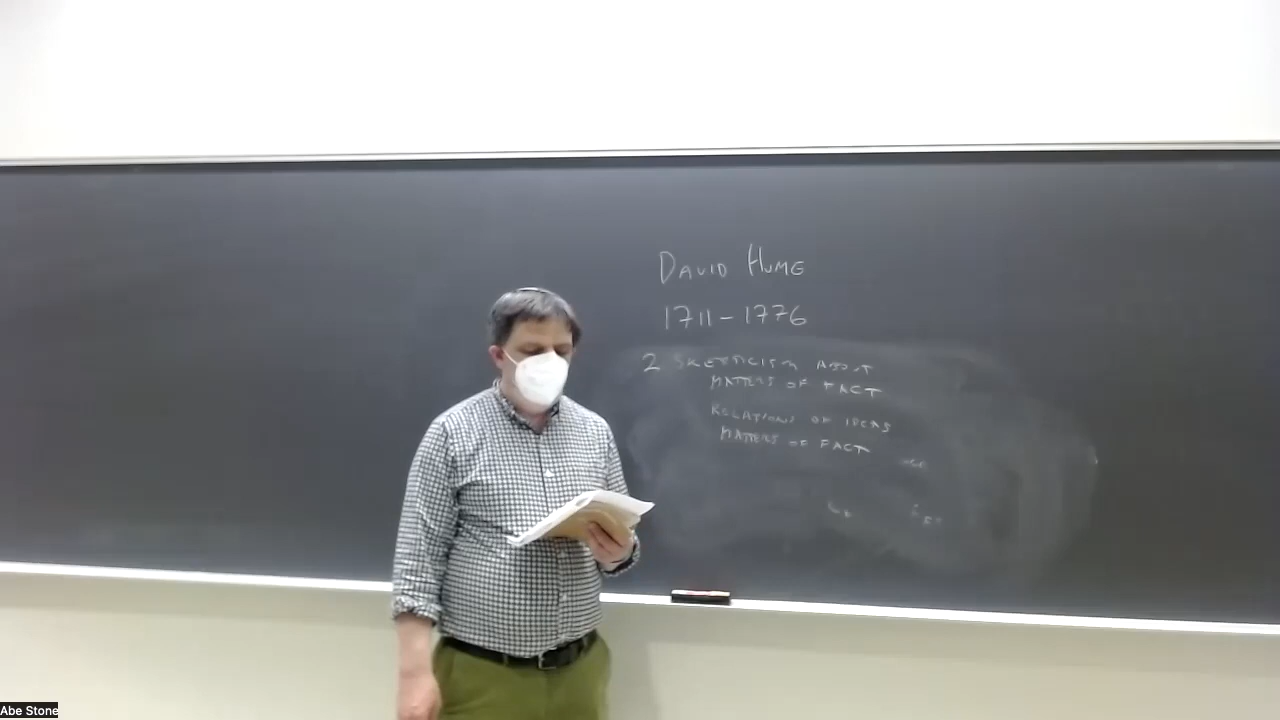 DAVID HUME
1711-1776
2 SKEPTICISM ABOUT
MATTERS OF FACT
RELATIONS OF IDEAS
MATTERS OF FACT
Abe Stone